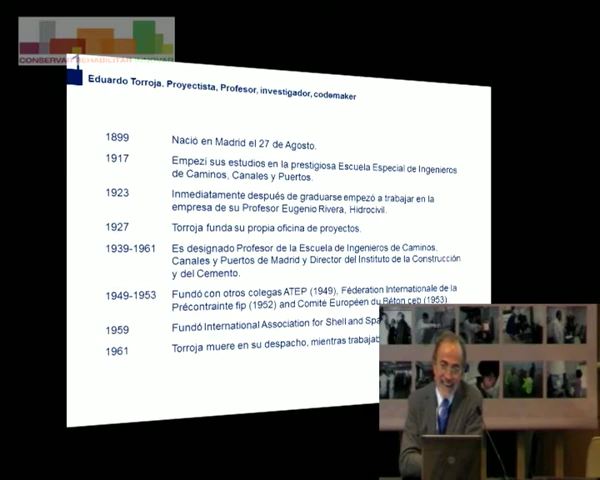 CONSERVAR REHABILITAR
Eduardo Torroja. Proyectista, Profesor, investigador, codemaker
1899 Nació en Madrid el 27 de Agosto.
1917 Empezi sus estudios en la prestigiosa Escuela Especial de Ingenieros
de Caminos, Canales y Puertos.
1923 Inmediatamente después de graduarse empezó a trabajar en la
empresa de su Profesor Eugenio Rivera, Hidrocivil.
1927 Torroja funda su propia oficina de proyectos.
1939-1961 Es designado Profesor de la Escuela de Ingenieros de Caminos,
Canales y Puertos de Madrid y Director del Instituto de la Construcción
y del Cemento.
1949-1953 Fundó con otros colegas ATEP (1949), Féderation Internationale de la
Précontrainte fip (1952) and Comité Européen du Béton ceb (1953)
1959 Fundó International Association for Shell and
1961 Torroja muere en su despacho, mientras